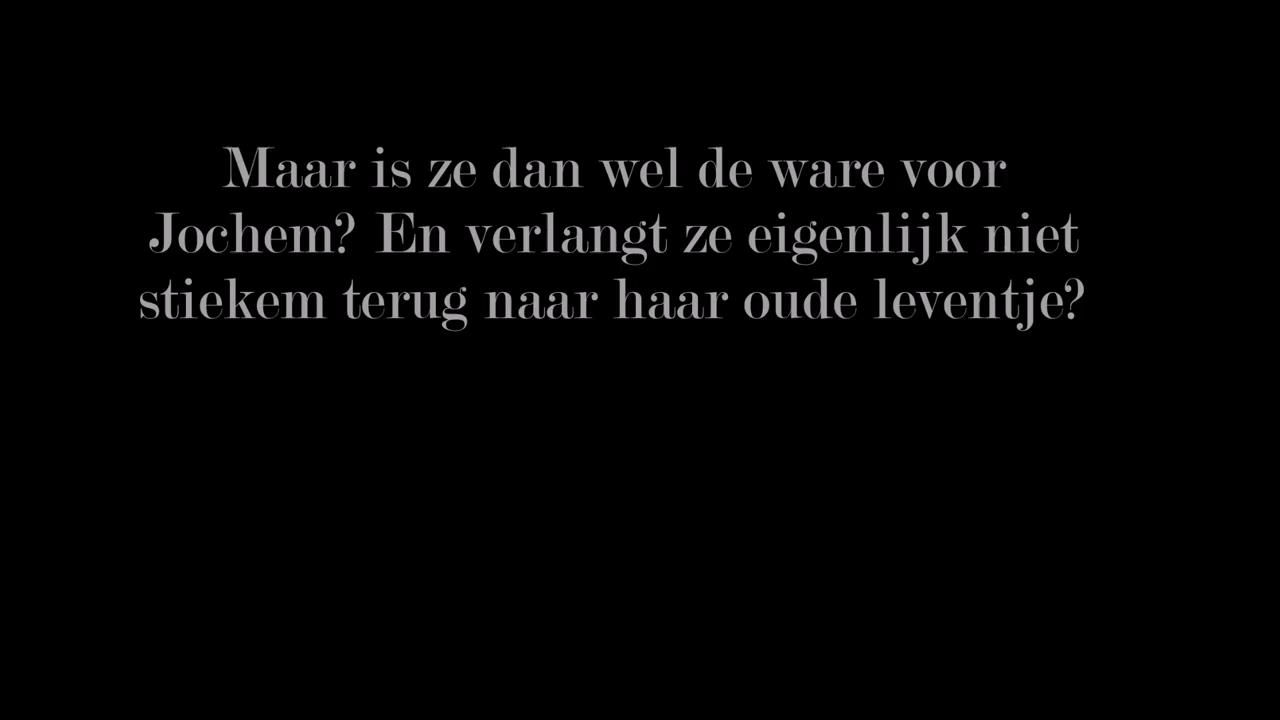 Maar is ze dan wel de ware voor
Jochem? En verlangt ze eigenlijk niet
stiekem terug naar haar oude leventje?